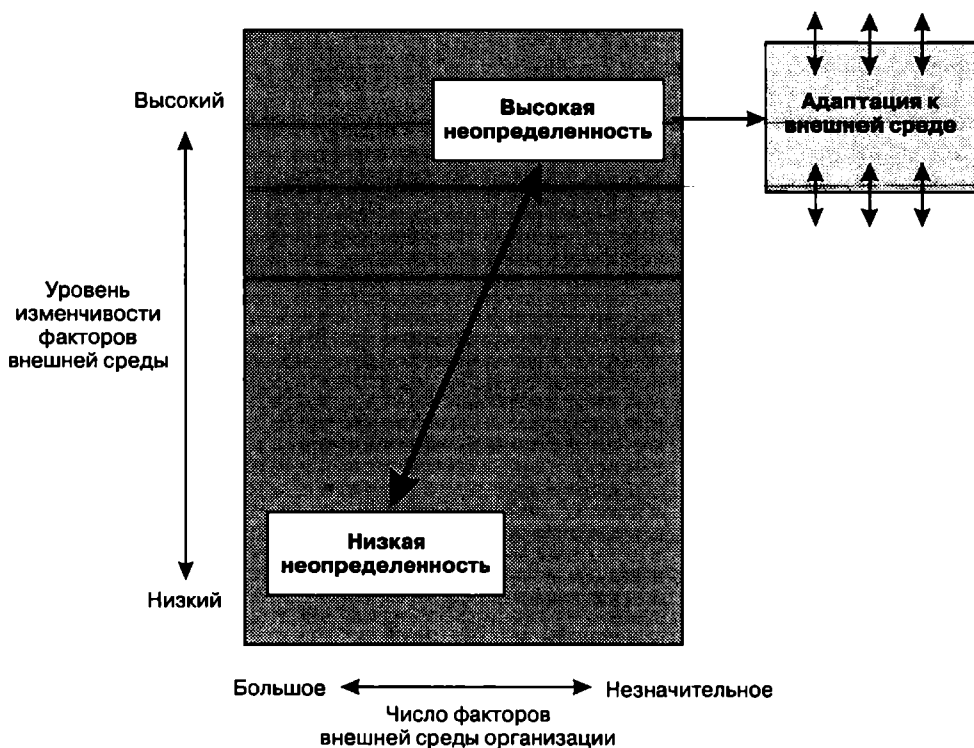 Высокий
Высокая
неопределенность
Адаптация к
внешней среде
Уровень
изменчивости
факторов
внешней среды
Низкая
неопределенность
Низкий
Большое
Незначительное
Число факторов
внешней среды организации